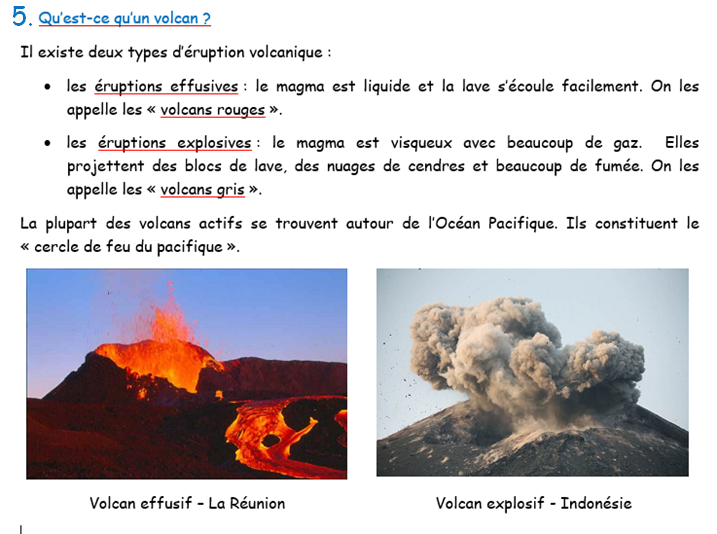 5. Qu'est-ce qu'un volcan ?
Il existe deux types d'éruption volcanique :
• les éruptions effusives : le magma est liquide et la lave s'écoule facilement. On les
appelle les « volcans rouges ».
• les éruptions explosives : le magma est visqueux avec beaucoup de gaz. Elles
projettent des blocs de lave, des nuages de cendres et beaucoup de fumée. On les
appelle les « volcans gris ».
La plupart des volcans actifs se trouvent autour de l'Océan Pacifique. Ils constituent le
« cercle de feu du pacifique ».
Volcan effusif – La Réunion
Volcan explosif - Indonésie